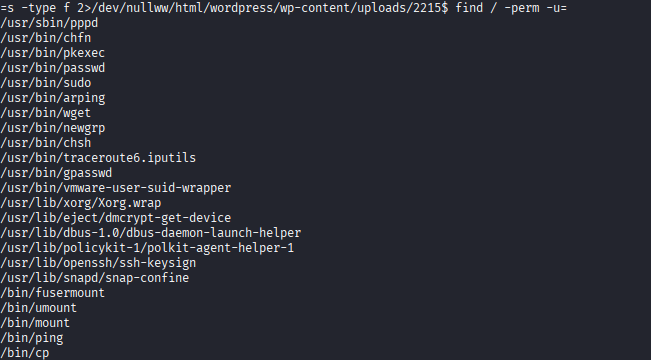 =s -type f 2>/dev/nullww/html/wordpress/wp-content/uploads/2215$ find / -perm -u=
/usr/sbin/pppd
/usr/bin/chfn
/usr/bin/pkexec
/usr/bin/passwd
/usr/bin/sudo
/usr/bin/arping
/usr/bin/wget
/usr/bin/newgrp
/usr/bin/chsh
/usr/bin/traceroute6.iputils
/usr/bin/gpasswd
/usr/bin/vmware-user-suid-wrapper
/usr/lib/xorg/Xorg.wrap
/usr/lib/eject/dmcrypt-get-device
/usr/lib/dbus-1.0/dbus-daemon-launch-helper
/usr/lib/policykit-1/polkit-agent-helper-1
/usr/lib/openssh/ssh-keysign
/usr/lib/snapd/snap-confine
/bin/fusermount
/bin/umount
/bin/mount
/bin/ping
/bin/cp